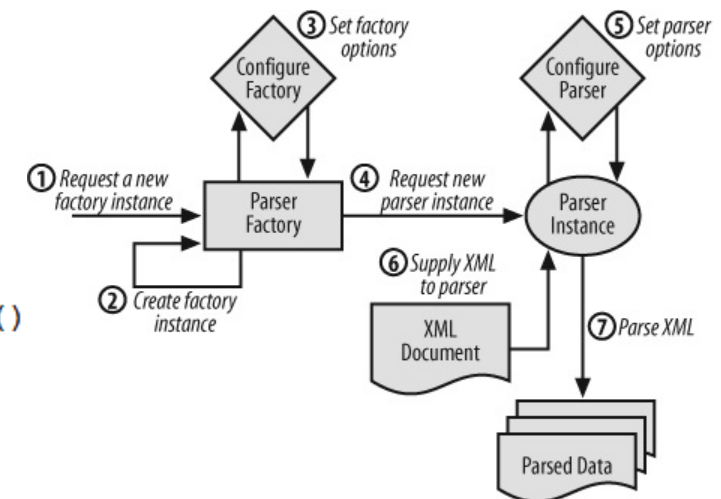 ③ Set factory
options
⑤ Set parser
options
Configure
Factory
Configure
Parser
① Request a new
factory instance
Parser
Factory
④ Request new
parser instance
Parser
Instance
② Create factory
instance
⑥ Supply XML
to parser
()
XML
Document
⑦ Parse XML
Parsed Data